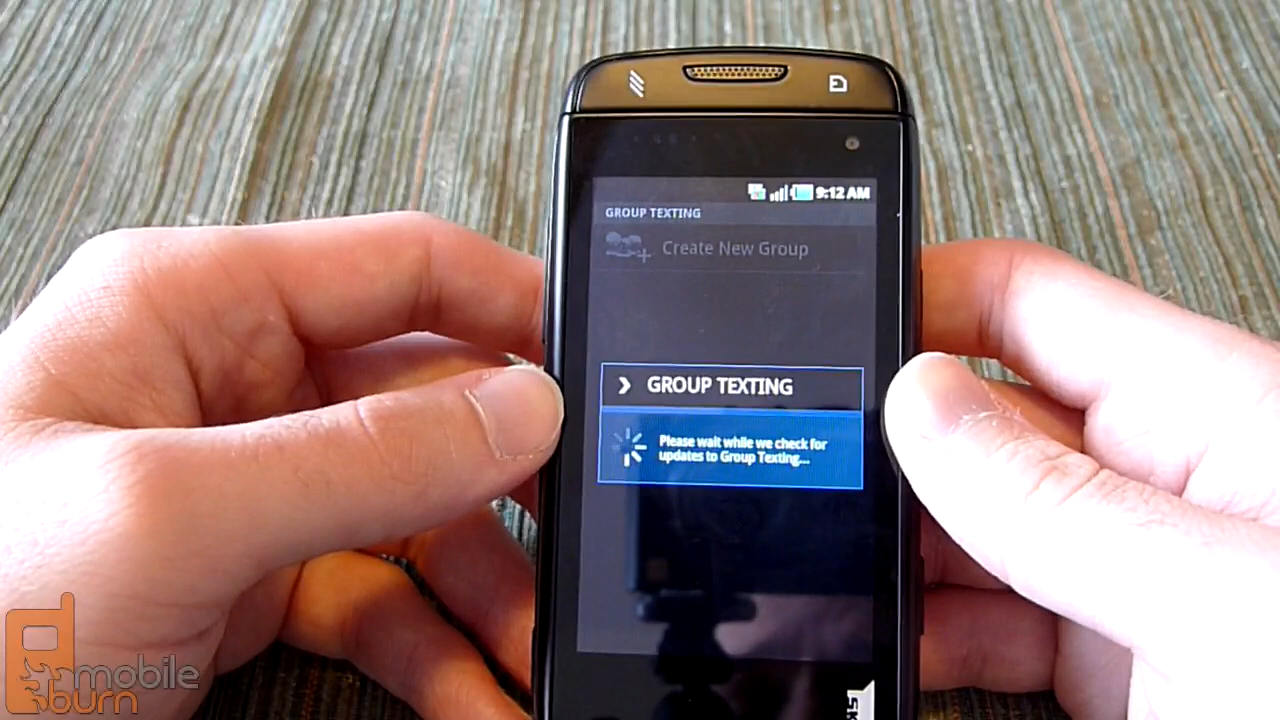 9:12 AM
GROUP TEXTING
Create New Group
GROUP TEXTING
Please wait while we check for
updates to Group Texting...
mobile
burn